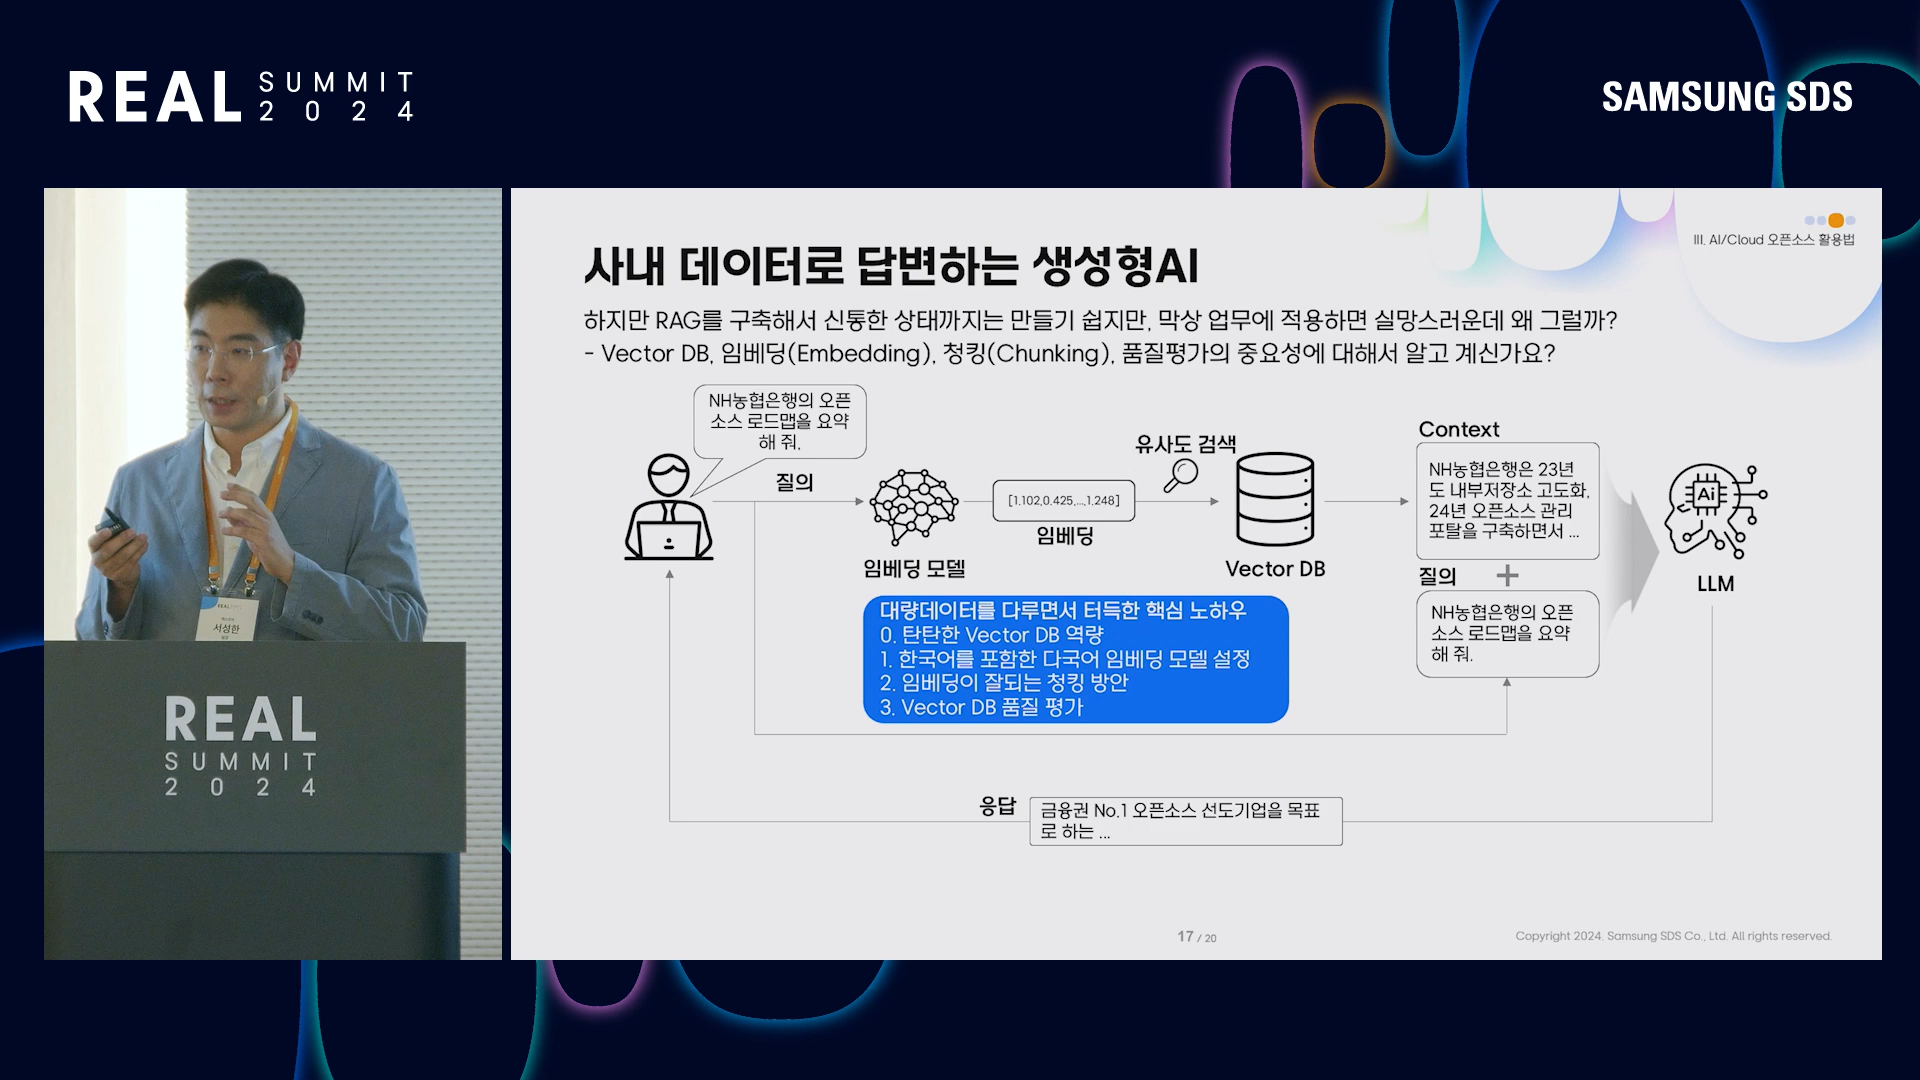 REAL SUMMIT
2024
SAMSUNG SDS
III. AI/Cloud 오픈소스 활용법
사내 데이터로 답변하는 생성형AI
하지만 RAG를 구축해서 신통한 상태까지는 만들기 쉽지만, 막상 업무에 적용하면 실망스러운데 왜 그럴까?
- Vector DB, 임베딩(Embedding), 청킹(Chunking), 품질평가의 중요성에 대해서 알고 계신가요?
NH농협은행의 오픈
소스 로드맵을 요약
해 줘.
질의
임베딩 모델
[1.102,0.425,...,1.248]
임베딩
유사도 검색
Vector DB
Context
NH농협은행은 23년
도 내부저장소 고도화,
24년 오픈소스 관리
포탈을 구축하면서 ...
질의
NH농협은행의 오픈
소스 로드맵을 요약
해 줘.
Ai
LLM
대량데이터를 다루면서 터득한 핵심 노하우
0. 탄탄한 Vector DB 역량
1. 한국어를 포함한 다국어 임베딩 모델 설정
2. 임베딩이 잘되는 청킹 방안
3. Vector DB 품질 평가
응답
금융권 No.1 오픈소스 선도기업을 목표
로 하는 ...
17 / 20
Copyright 2024. Samsung SDS Co., Ltd. All rights reserved.
REAL
서성한
REAL
SUMMIT
2024